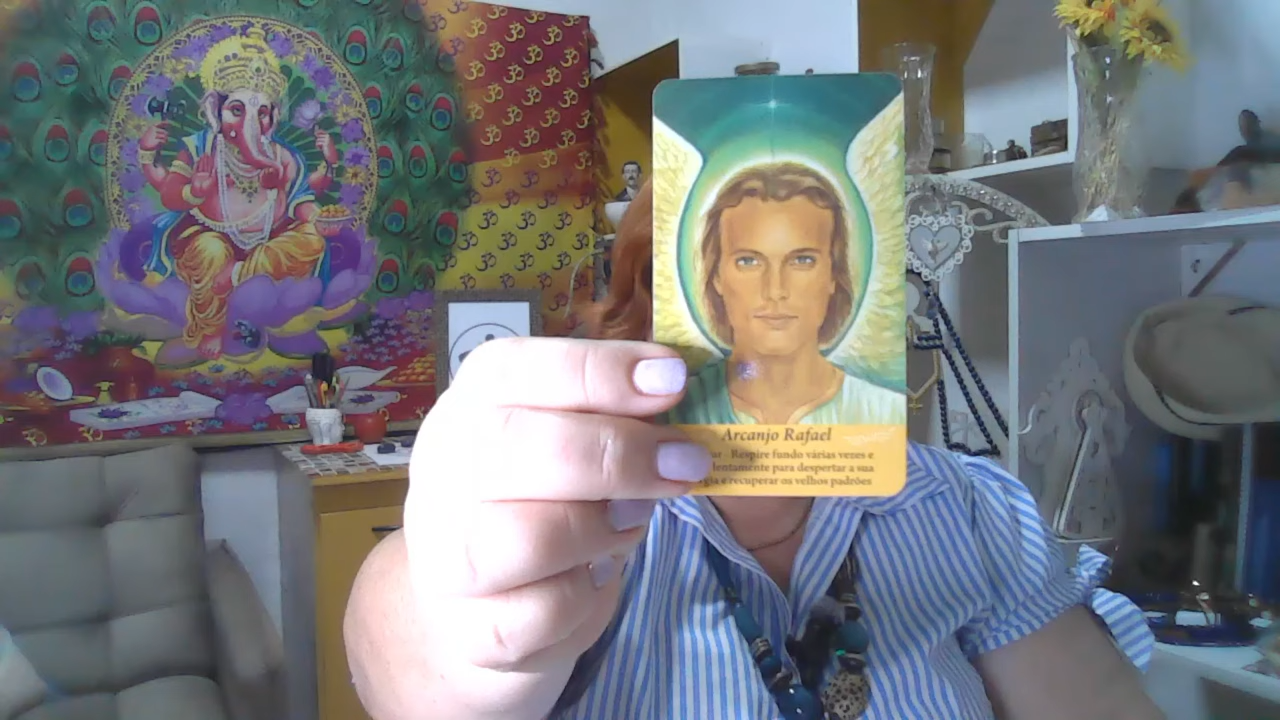 Arcanjo Rafael
Respire fundo várias vezes e
lentamente para despertar a sua
e recuperar os velhos padrões